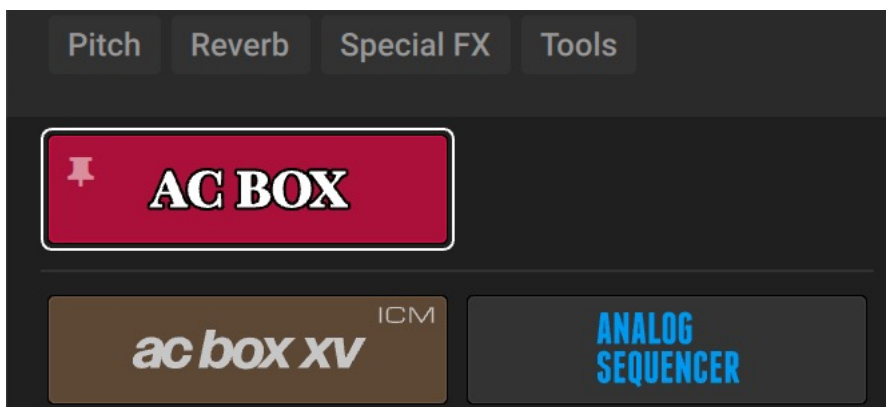 Pitch Reverb Special FX Tools
AC BOX
ac box xv ICM
ANALOG
SEQUENCER